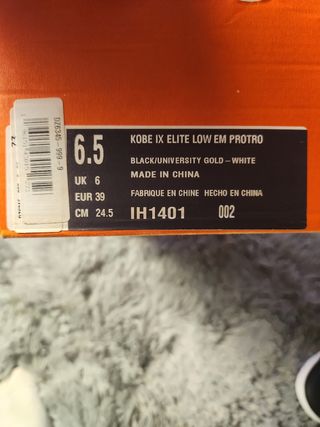 6.5
UK 6
EUR 39
CM 24.5
KOBE IX ELITE LOW EM PROTRO
BLACK/UNIVERSITY GOLD–WHITE
MADE IN CHINA
FABRIQUE EN CHINE HECHO EN CHINA
IH1401 002